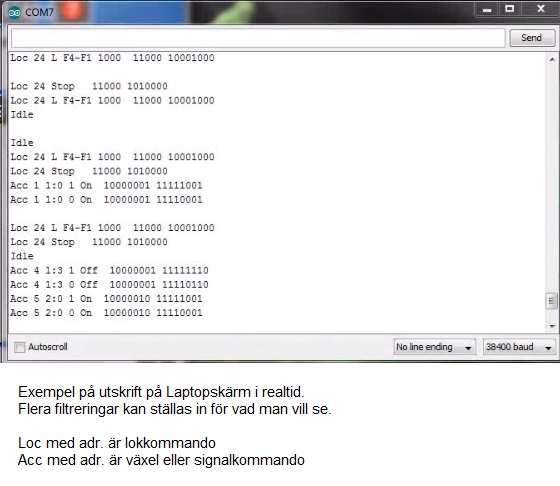 COM7
Send
Loc 24 L F4-F1 1000  11000 10001000
Loc 24 Stop   11000 1010000
Loc 24 L F4-F1 1000  11000 10001000
Idle
Idle
Loc 24 L F4-F1 1000  11000 10001000
Loc 24 Stop   11000 1010000
Acc 1 1:0 1 On  10000001 11111001
Acc 1 1:0 0 On  10000001 11110001
Loc 24 L F4-F1 1000  11000 10001000
Loc 24 Stop   11000 1010000
Idle
Acc 4 1:3 1 Off  10000001 11111110
Acc 4 1:3 0 Off  10000001 11110110
Acc 5 2:0 1 On  10000010 11111001
Acc 5 2:0 0 On  10000010 11110001
Autoscroll
No line ending
38400 baud
Exempel på utskrift på Laptopskärm i realtid.
Flera filtreringar kan ställas in för vad man vill se.
Loc med adr. är lokkommando
Acc med adr. är växel eller signalkommando